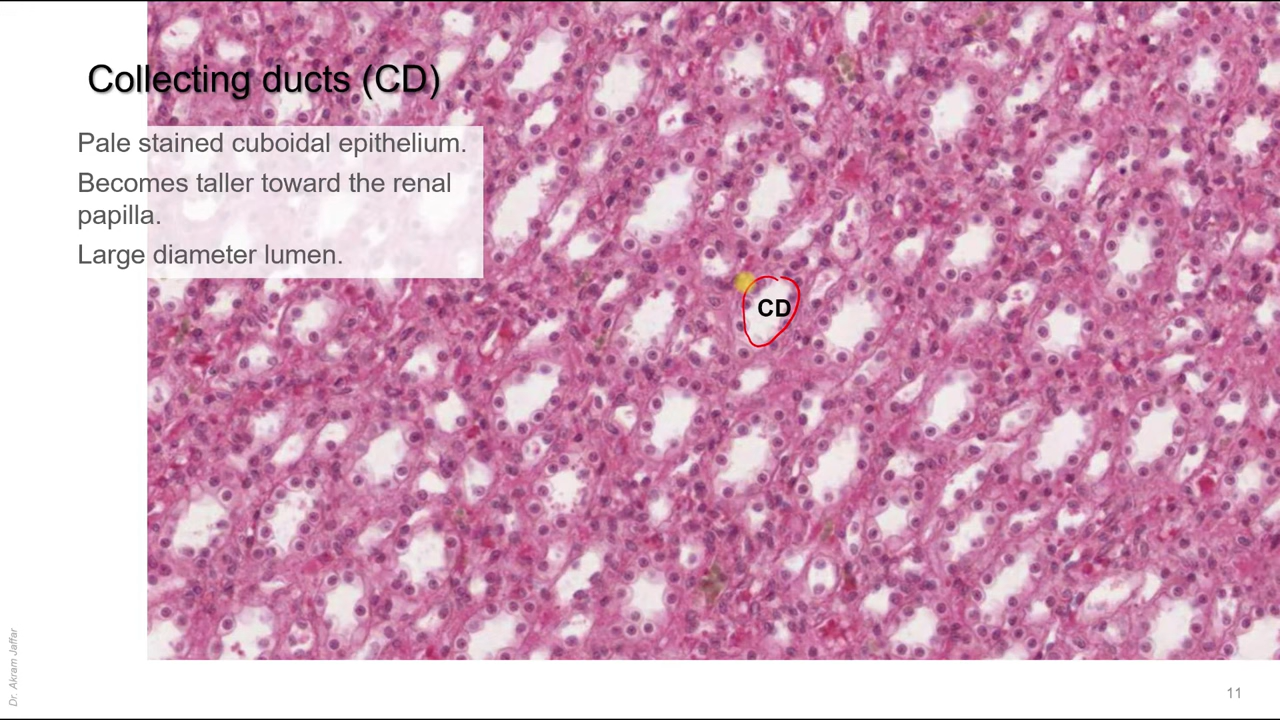 Collecting ducts (CD)
Pale stained cuboidal epithelium.
Becomes taller toward the renal
papilla.
Large diameter lumen.
CD
Dr. Akram Jaffar
11